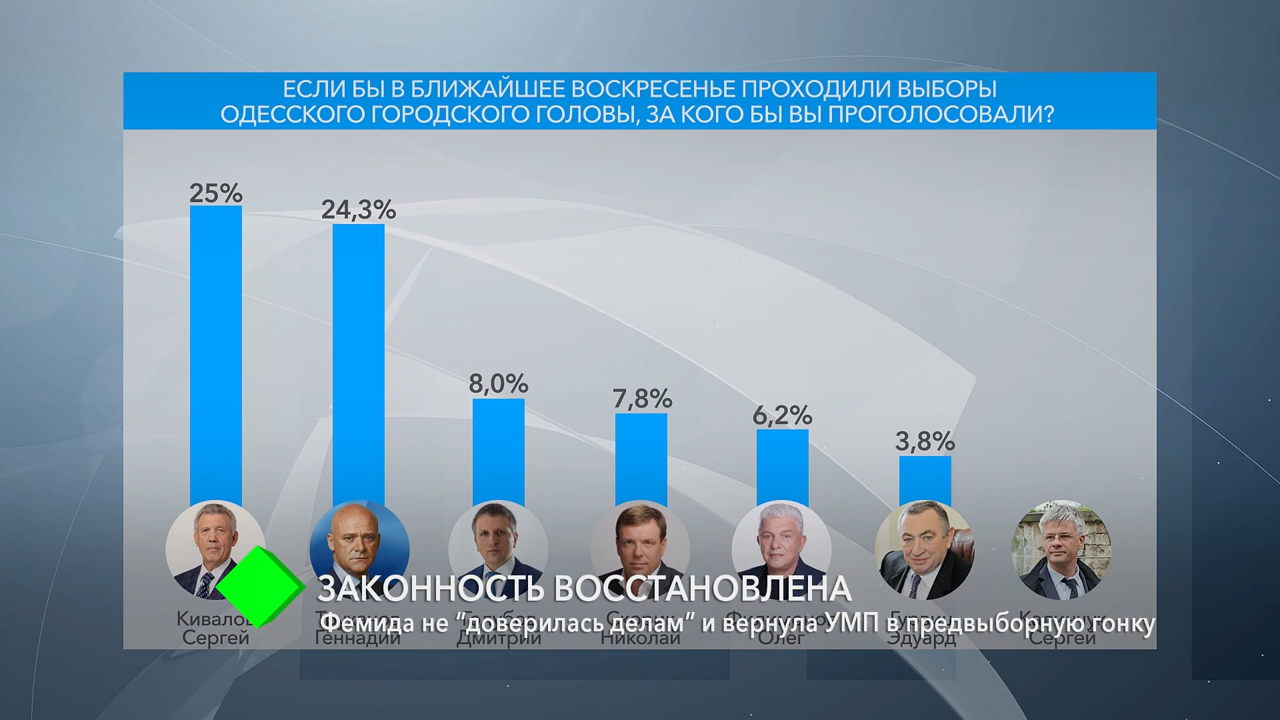 ЕСЛИ БЫ В БЛИЖАЙШЕЕ ВОСКРЕСЕНЬЕ ПРОХОДИЛИ ВЫБОРЫ
ОДЕССКОГО ГОРОДСКОГО ГОЛОВЫ, ЗА КОГО БЫ ВЫ ПРОГОЛОСОВАЛИ?
25%
24,3%
8,0%
7,8%
6,2%
3,8%
ЗАКОННОСТЬ ВОССТАНОВЛЕНА
Фемида не “доверилась делам” и вернула УМП в предвыборную гонку
Сергей Геннадий Дмитрий Николай Олег Эдуард Сергей